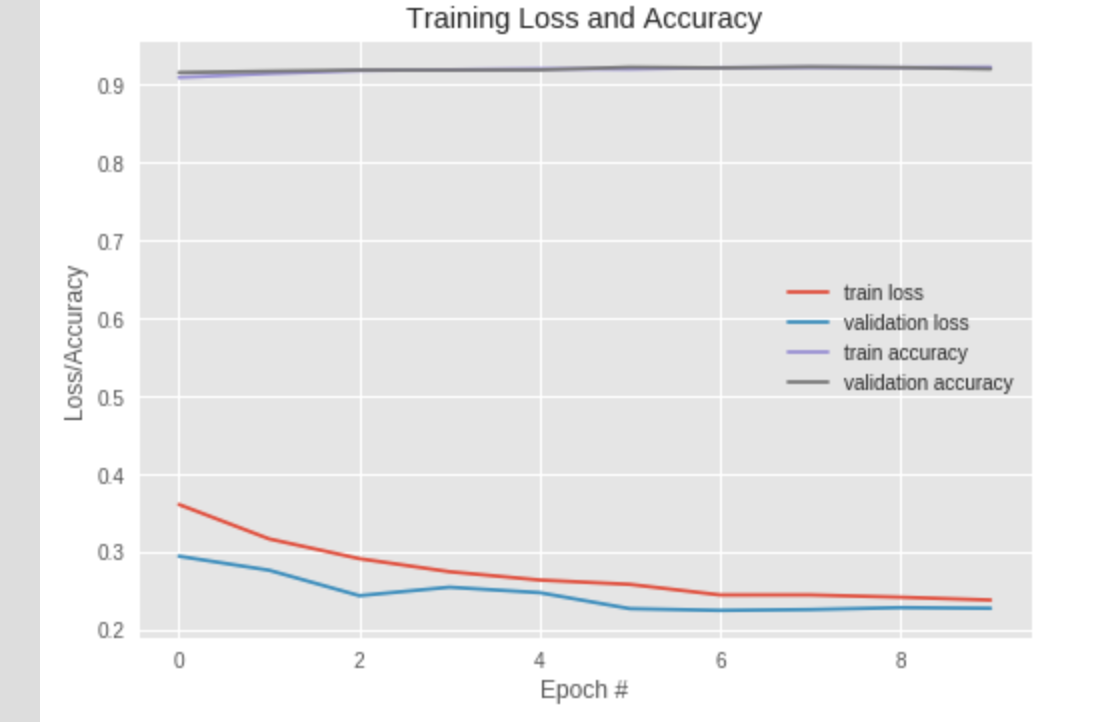 Training Loss and Accuracy
0.9
0.8
0.7
0.6
0.5
0.4
0.3
0.2
Loss/Accuracy
train loss
validation loss
train accuracy
validation accuracy
0 2 4 6 8
Epoch #